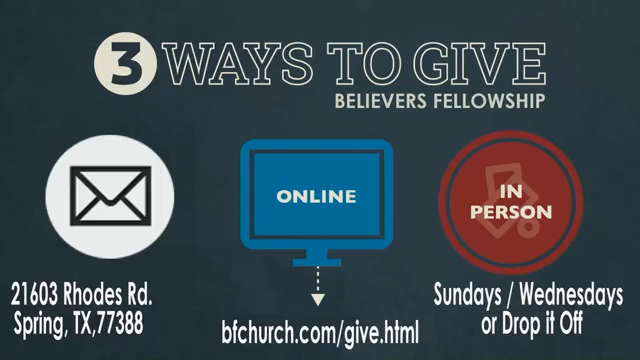 3 WAYS TO GIVE
BELIEVERS FELLOWSHIP
ONLINE
IN
PERSON
21603 Rhodes Rd.
Spring, TX,77388
bfchurch.com/give.html
Sundays / Wednesdays
or Drop it Off